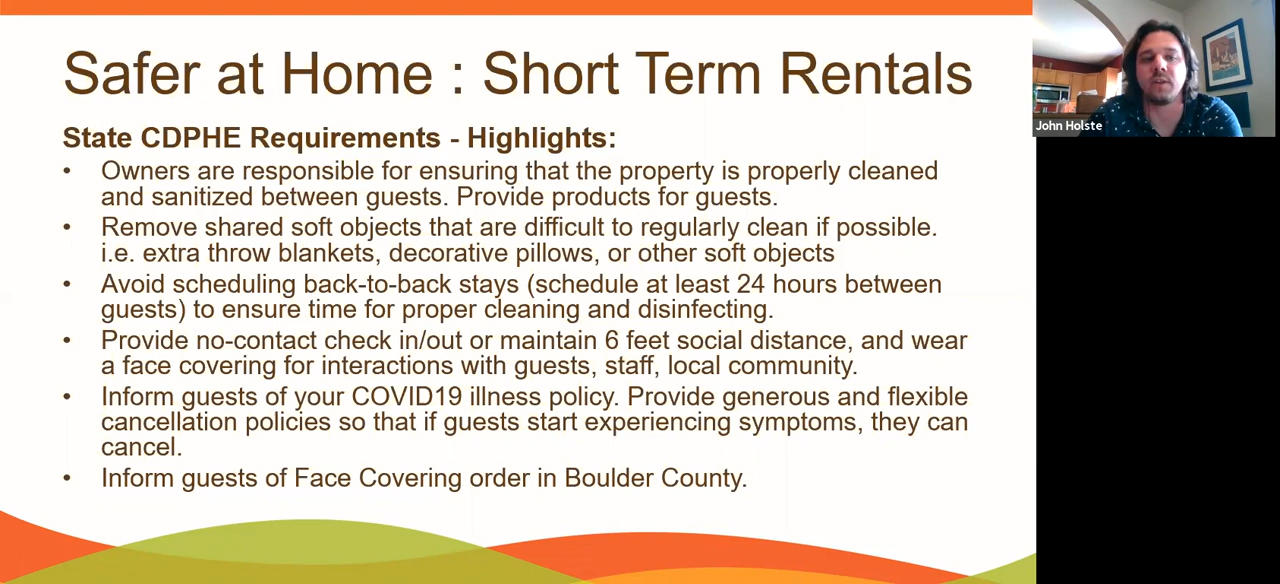 Safer at Home : Short Term Rentals
State CDPHE Requirements - Highlights:
• Owners are responsible for ensuring that the property is properly cleaned
and sanitized between guests. Provide products for guests.
• Remove shared soft objects that are difficult to regularly clean if possible.
i.e. extra throw blankets, decorative pillows, or other soft objects
• Avoid scheduling back-to-back stays (schedule at least 24 hours between
guests) to ensure time for proper cleaning and disinfecting.
• Provide no-contact check in/out or maintain 6 feet social distance, and wear
a face covering for interactions with guests, staff, local community.
• Inform guests of your COVID19 illness policy. Provide generous and flexible
cancellation policies so that if guests start experiencing symptoms, they can
cancel.
• Inform guests of Face Covering order in Boulder County.
John Holste